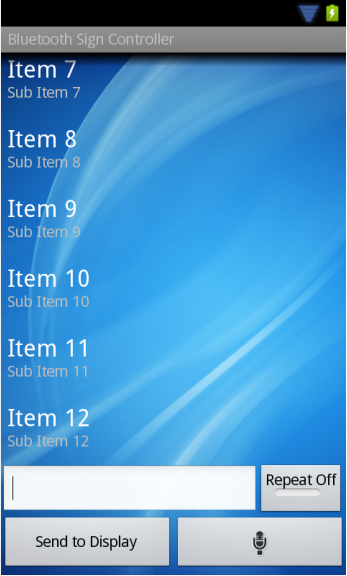 Bluetooth Sign Controller
Item 7
Sub Item 7
Item 8
Sub Item 8
Item 9
Sub Item 9
Item 10
Sub Item 10
Item 11
Sub Item 11
Item 12
Sub Item 12
Repeat Off
Send to Display